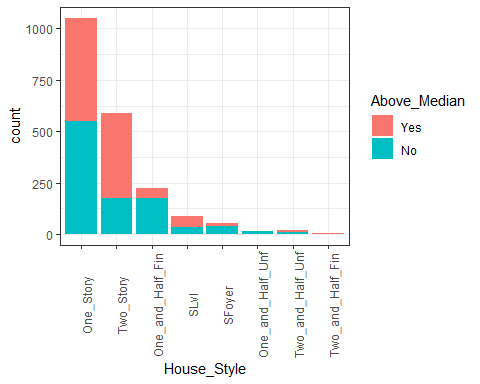 1000
750
500
250
0
count
One_Story
Two_Story
One_and_Half_Fin
SLvl
SFoyer
One_and_Half_Unf
Two_and_Half_Unf
Two_and_Half_Fin
House_Style
Above_Median
Yes
No